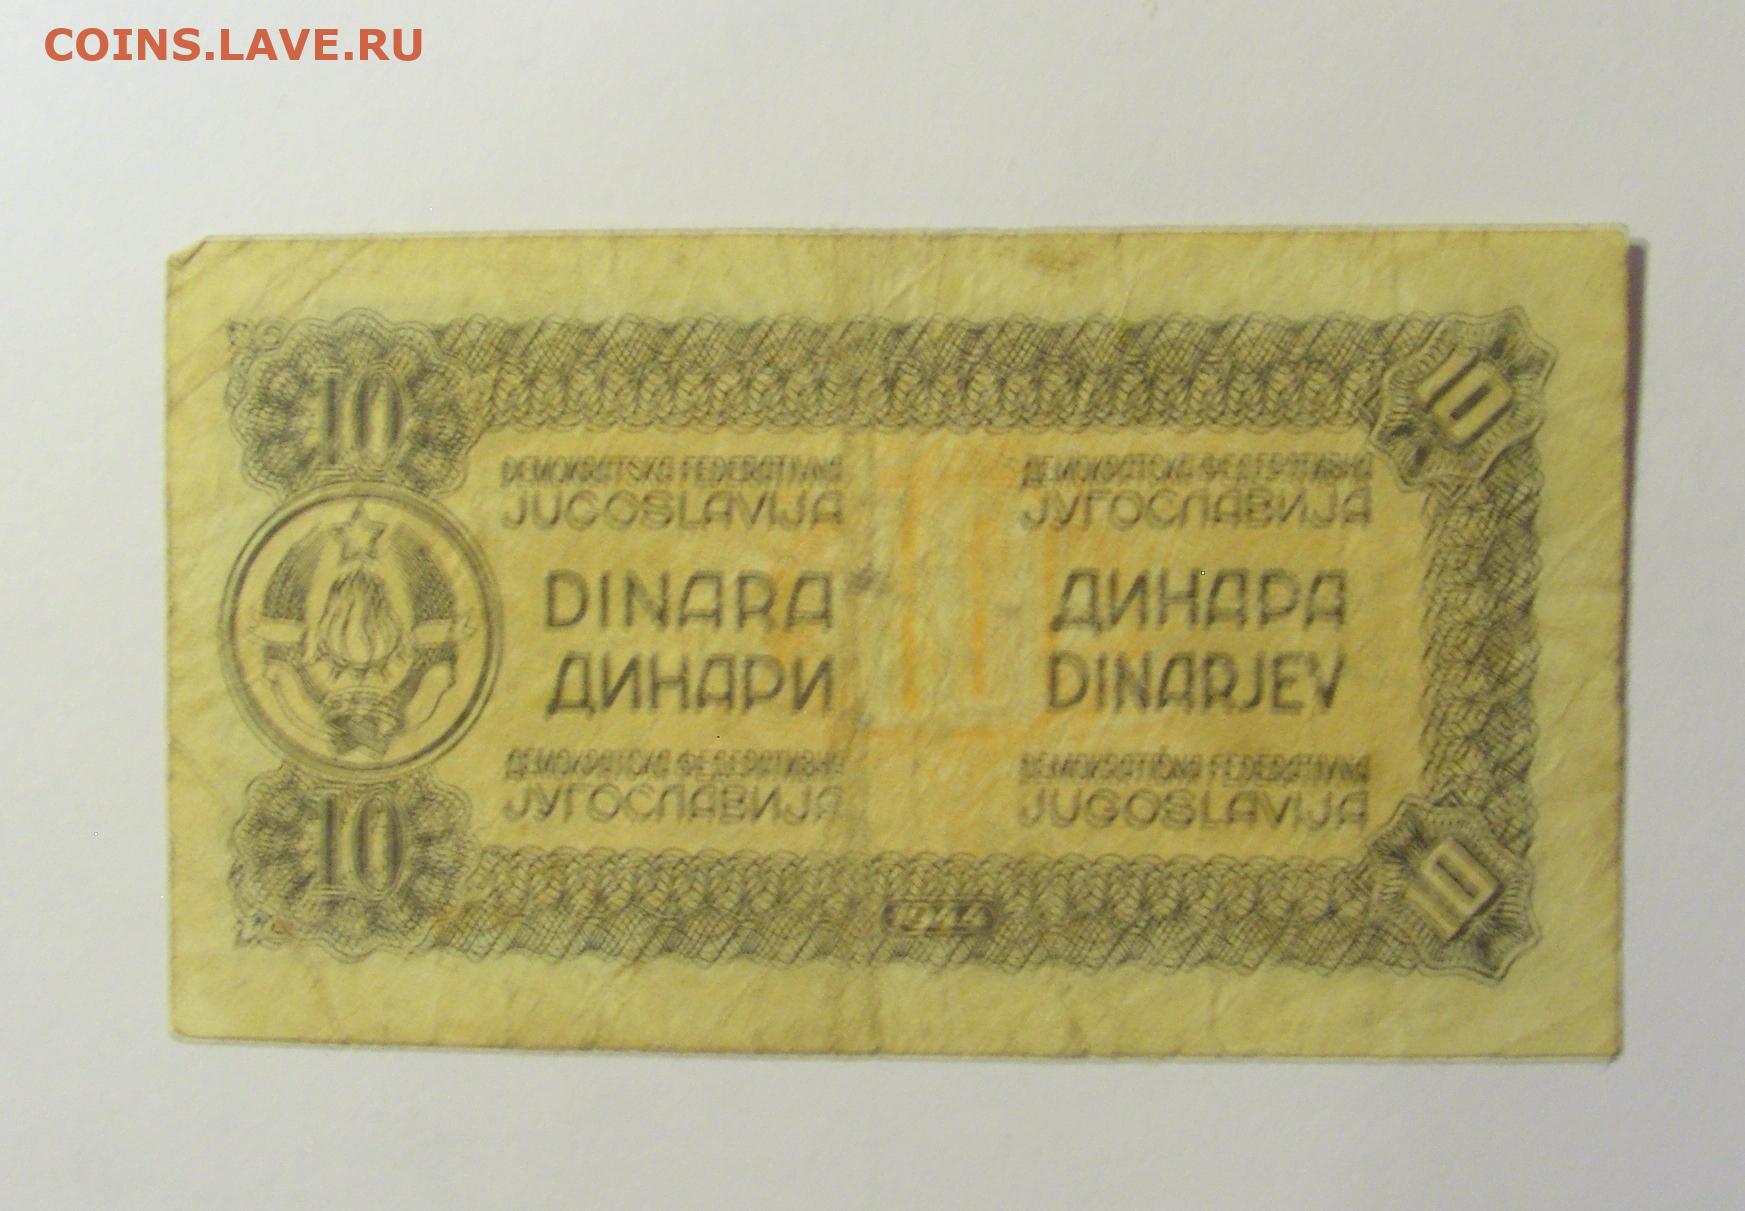 COINS.LAVE.RU
10
10
DEMOKRATSKA FEDERATIVNA
JUGOSLAVIJA
ДЕМОКРАТСКА ФЕДЕРАТИВНА
ЈУГОСЛАВИЈА
DINARA
ДИНАРА
ДИНАРИ
DINARJEV
ДЕМОКРАТСКА ФЕДЕРАТИВНА
ЈУГОСЛАВИЈА
DEMOKRATIČNA FEDERATIVNA
JUGOSLAVIJA
10
10
1944